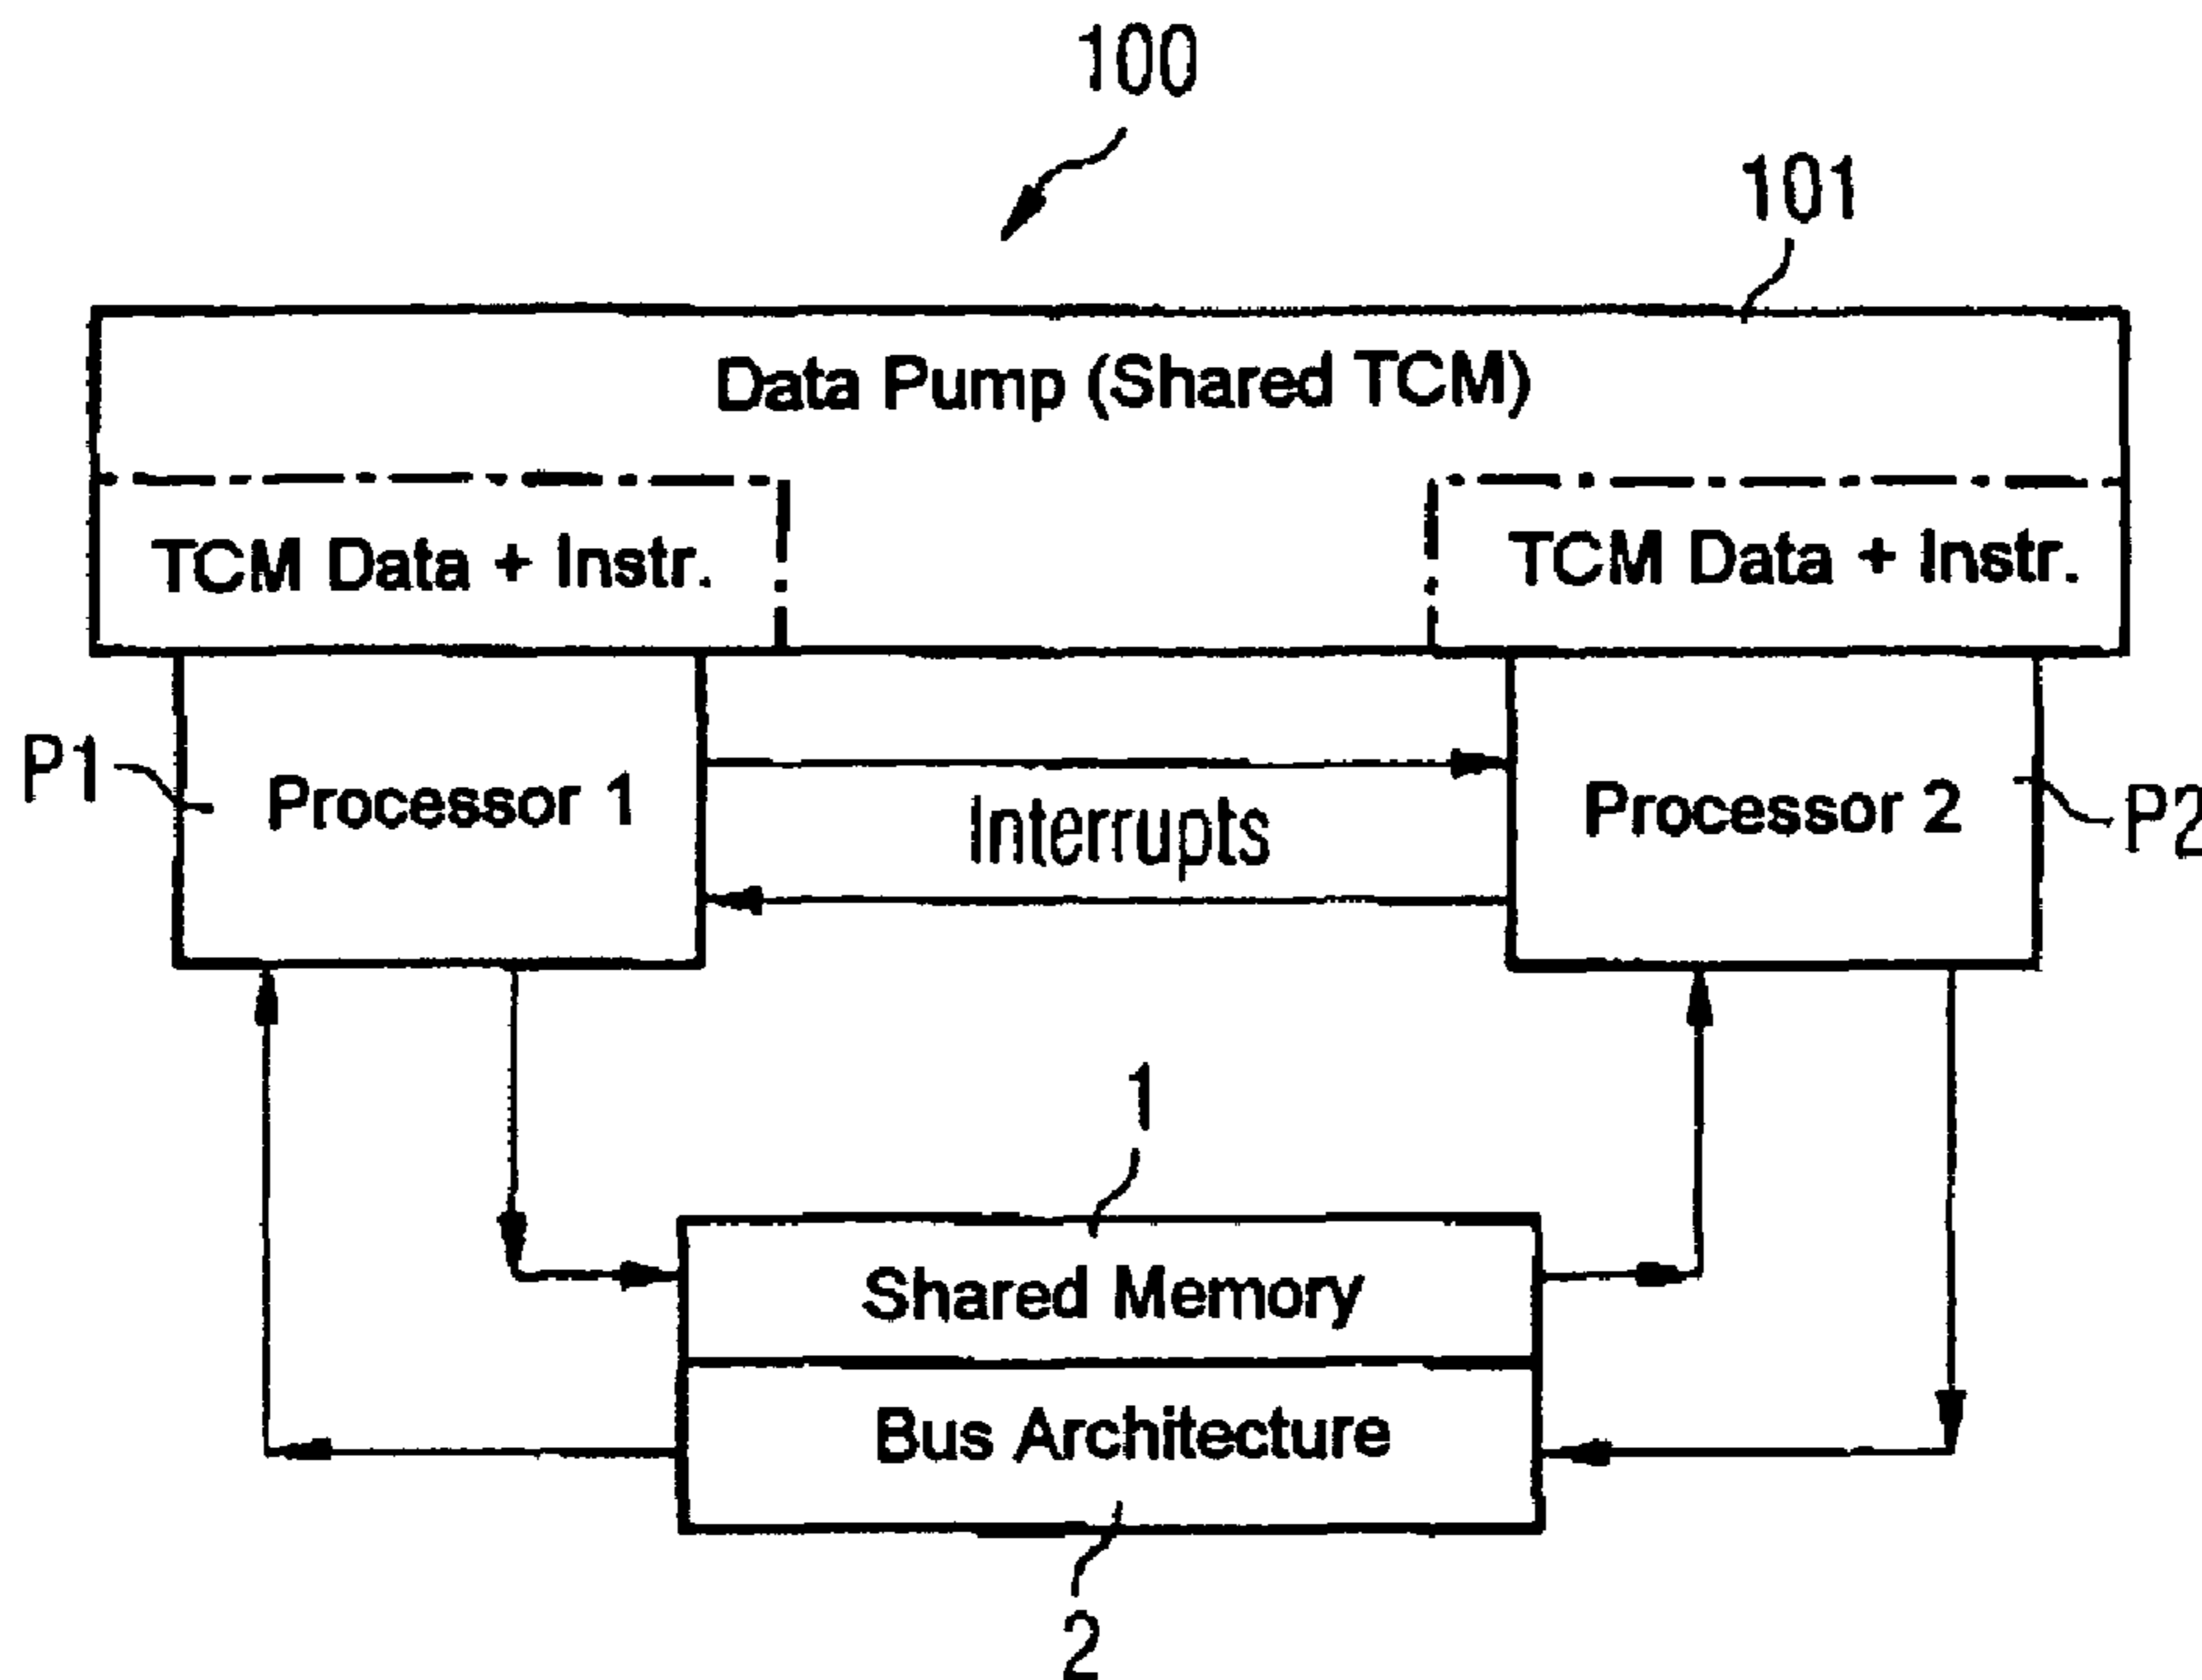 100
101
Data Pump (Shared TCM)
TCM Data + Instr.
TCM Data + Instr.
P1
Processor 1
Interrupts
Processor 2
P2
1
Shared Memory
Bus Architecture
2